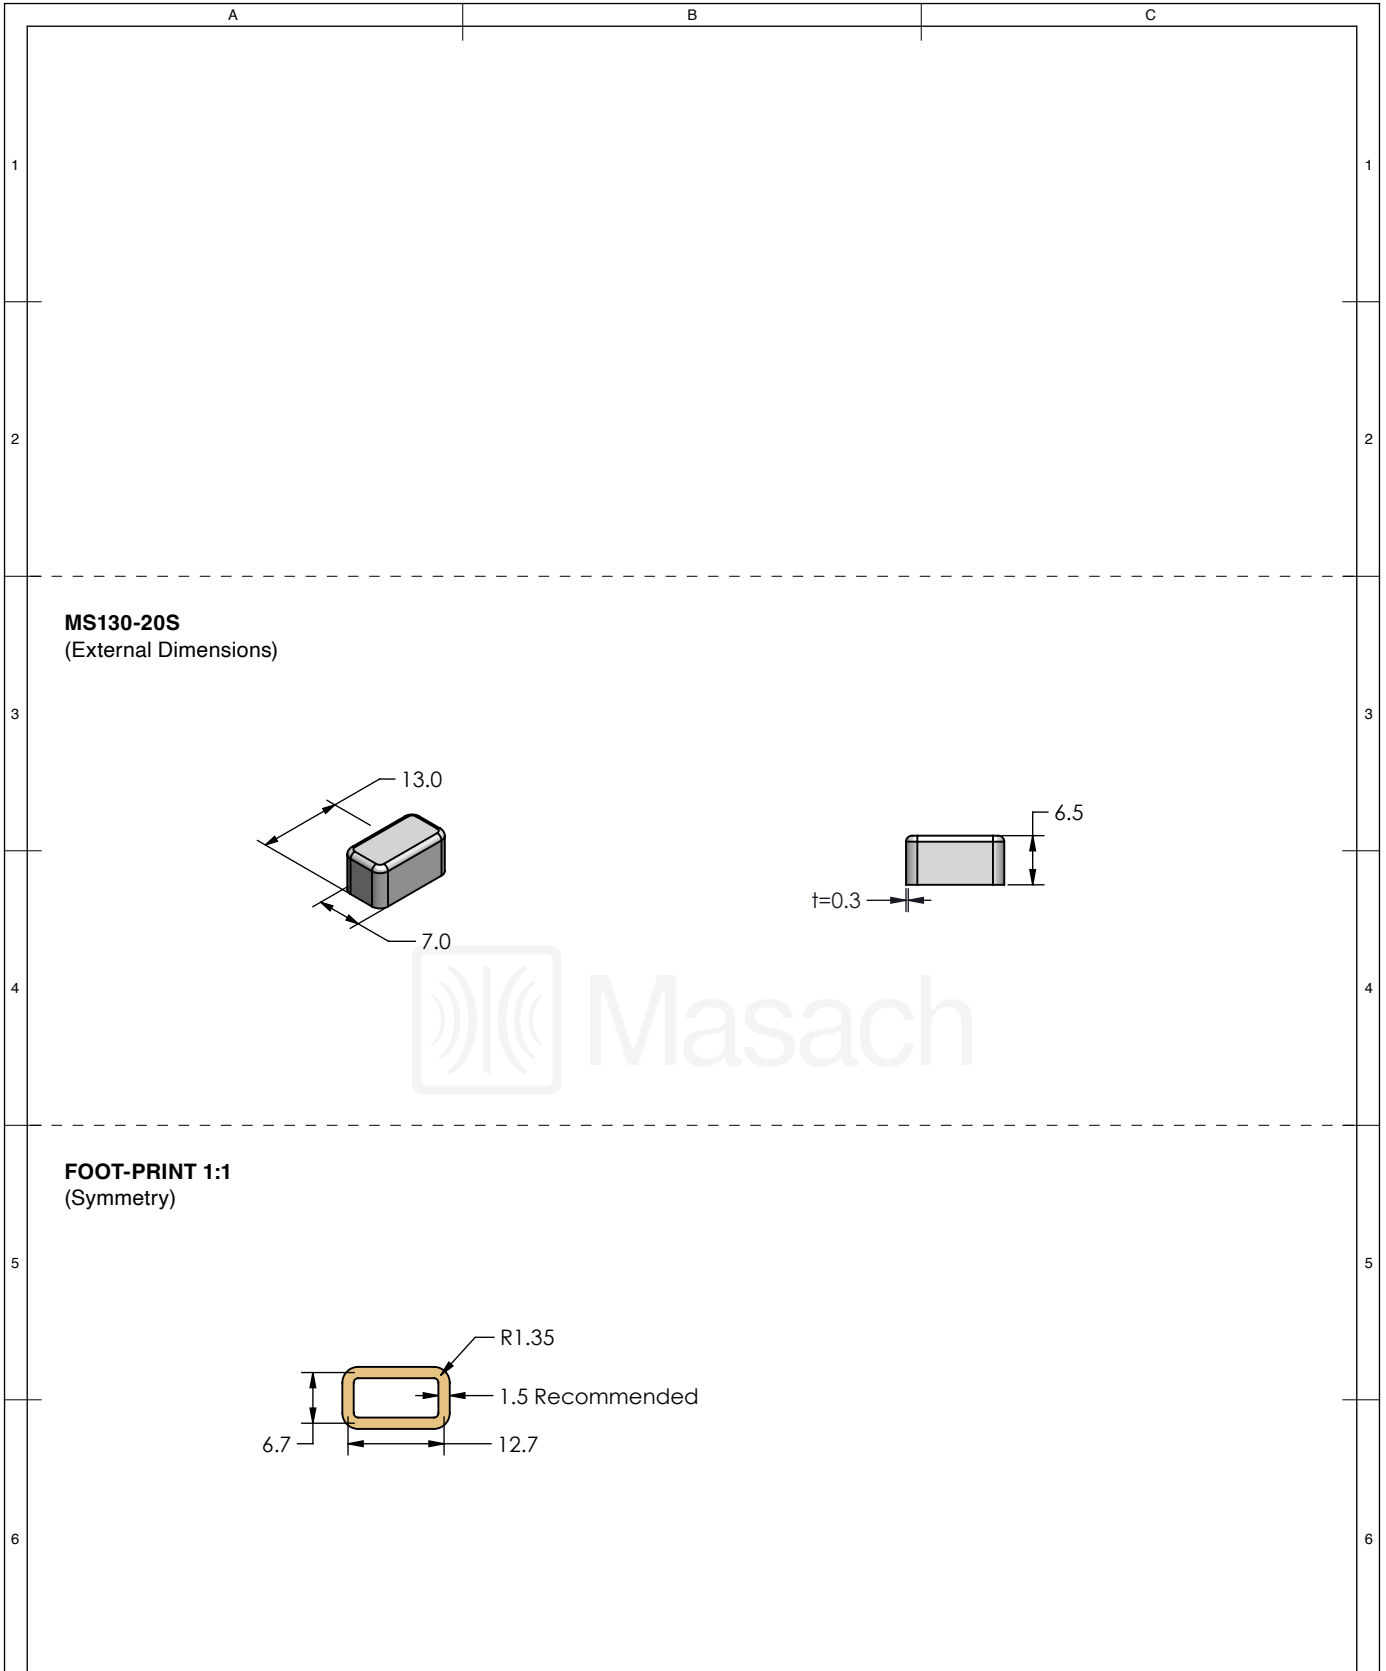 A B C
1 1
2 2
MS130-20S
(External Dimensions)
3 3
13.0
6.5
t=0.3
7.0
Masach
4 4
FOOT-PRINT 1:1
(Symmetry)
5 5
R1.35
1.5 Recommended
6.7 12.7
6 6